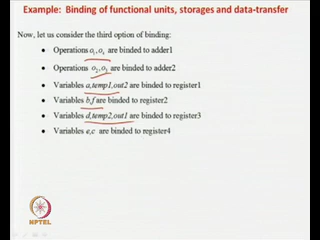 Example: Binding of functional units, storages and data-transfer
Now, let us consider the third option of binding:
• Operations o₁,o₄ are bound to adder1
• Operations o₂,o₃ are binded to adder2
• Variables a,temp1,out2 are binded to register1
• Variables b,f are binded to register2
• Variables d,temp2,out1 are binded to register3
• Variables e,c are binded to register4
NPTEL